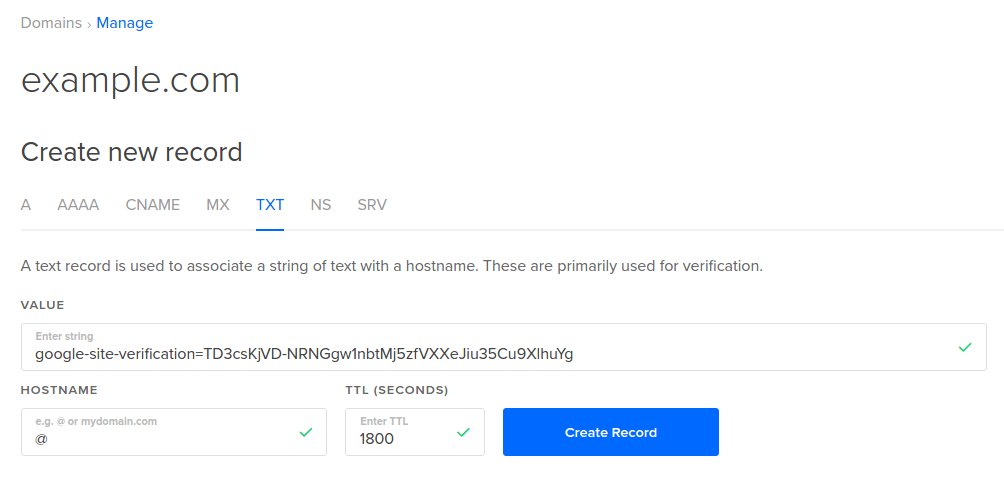 Domains › Manage
example.com
Create new record
A AAAA CNAME MX TXT NS SRV
A text record is used to associate a string of text with a hostname. These are primarily used for verification.
VALUE
Enter string
google-site-verification=TD3csKjVD-NRNGgw1nbtMj5zfVXXeJiu35Cu9XlhuYg
HOSTNAME TTL (SECONDS)
e.g. @ or mydomain.com Enter TTL
@ 1800 Create Record